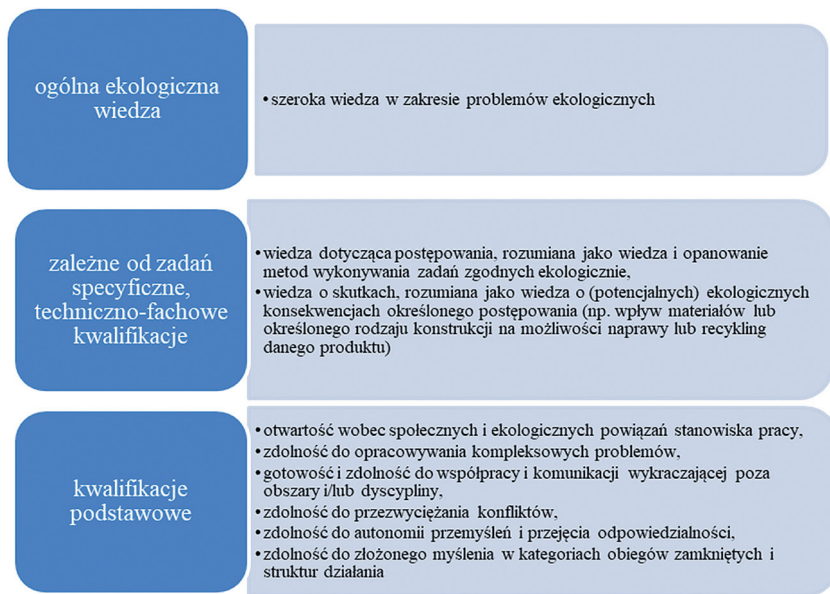 ogólna ekologiczna
wiedza
• szeroka wiedza w zakresie problemów ekologicznych
zależne od zadań
specyficzne,
techniczno-fachowe
kwalifikacje
• wiedza dotycząca postępowania, rozumiana jako wiedza i opanowanie
metod wykonywania zadań zgodnych ekologicznie,
• wiedza o skutkach, rozumiana jako wiedza o (potencjalnych) ekologicznych
konsekwencjach określonego postępowania (np. wpływ materiałów lub
określonego rodzaju konstrukcji na możliwości naprawy lub recykling
danego produktu)
kwalifikacje
podstawowe
• otwartość wobec społecznych i ekologicznych powiązań stanowiska pracy,
• zdolność do opracowywania kompleksowych problemów,
• gotowość i zdolność do współpracy i komunikacji wykraczającej poza
obszary i/lub dyscypliny,
• zdolność do przezwyciężania konfliktów,
• zdolność do autonomii przemyśleń i przejęcia odpowiedzialności,
• zdolność do złożonego myślenia w kategoriach obiegów zamkniętych i
struktur działania